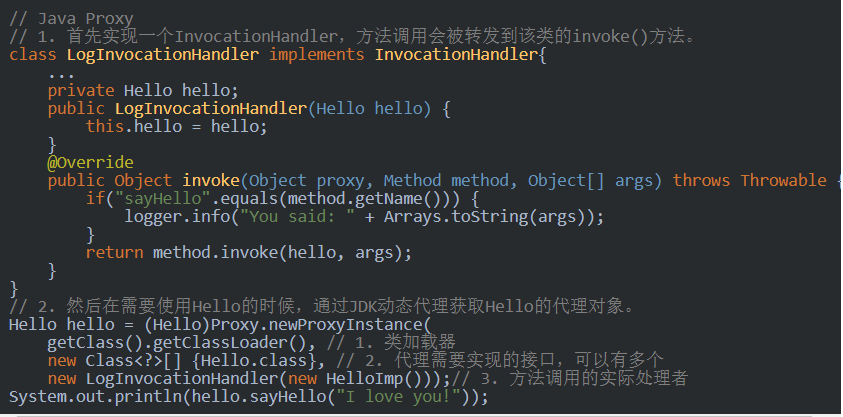 // Java Proxy
// 1. 首先实现一个InvocationHandler，方法调用会被转发到该类的invoke()方法。
class LogInvocationHandler implements InvocationHandler{
    ...
    private Hello hello;
    public LogInvocationHandler(Hello hello) {
        this.hello = hello;
    }
    @Override
    public Object invoke(Object proxy, Method method, Object[] args) throws Throwable {
        if("sayHello".equals(method.getName())) {
            logger.info("You said: " + Arrays.toString(args));
        }
        return method.invoke(hello, args);
    }
}
// 2. 然后在需要使用Hello的时候，通过JDK动态代理获取Hello的代理对象。
Hello hello = (Hello)Proxy.newProxyInstance(
    getClass().getClassLoader(), // 1. 类加载器
    new Class<?>[] {Hello.class}, // 2. 代理需要实现的接口，可以有多个
    new LogInvocationHandler(new HelloImp()));// 3. 方法调用的实际处理者
System.out.println(hello.sayHello("I love you!"));